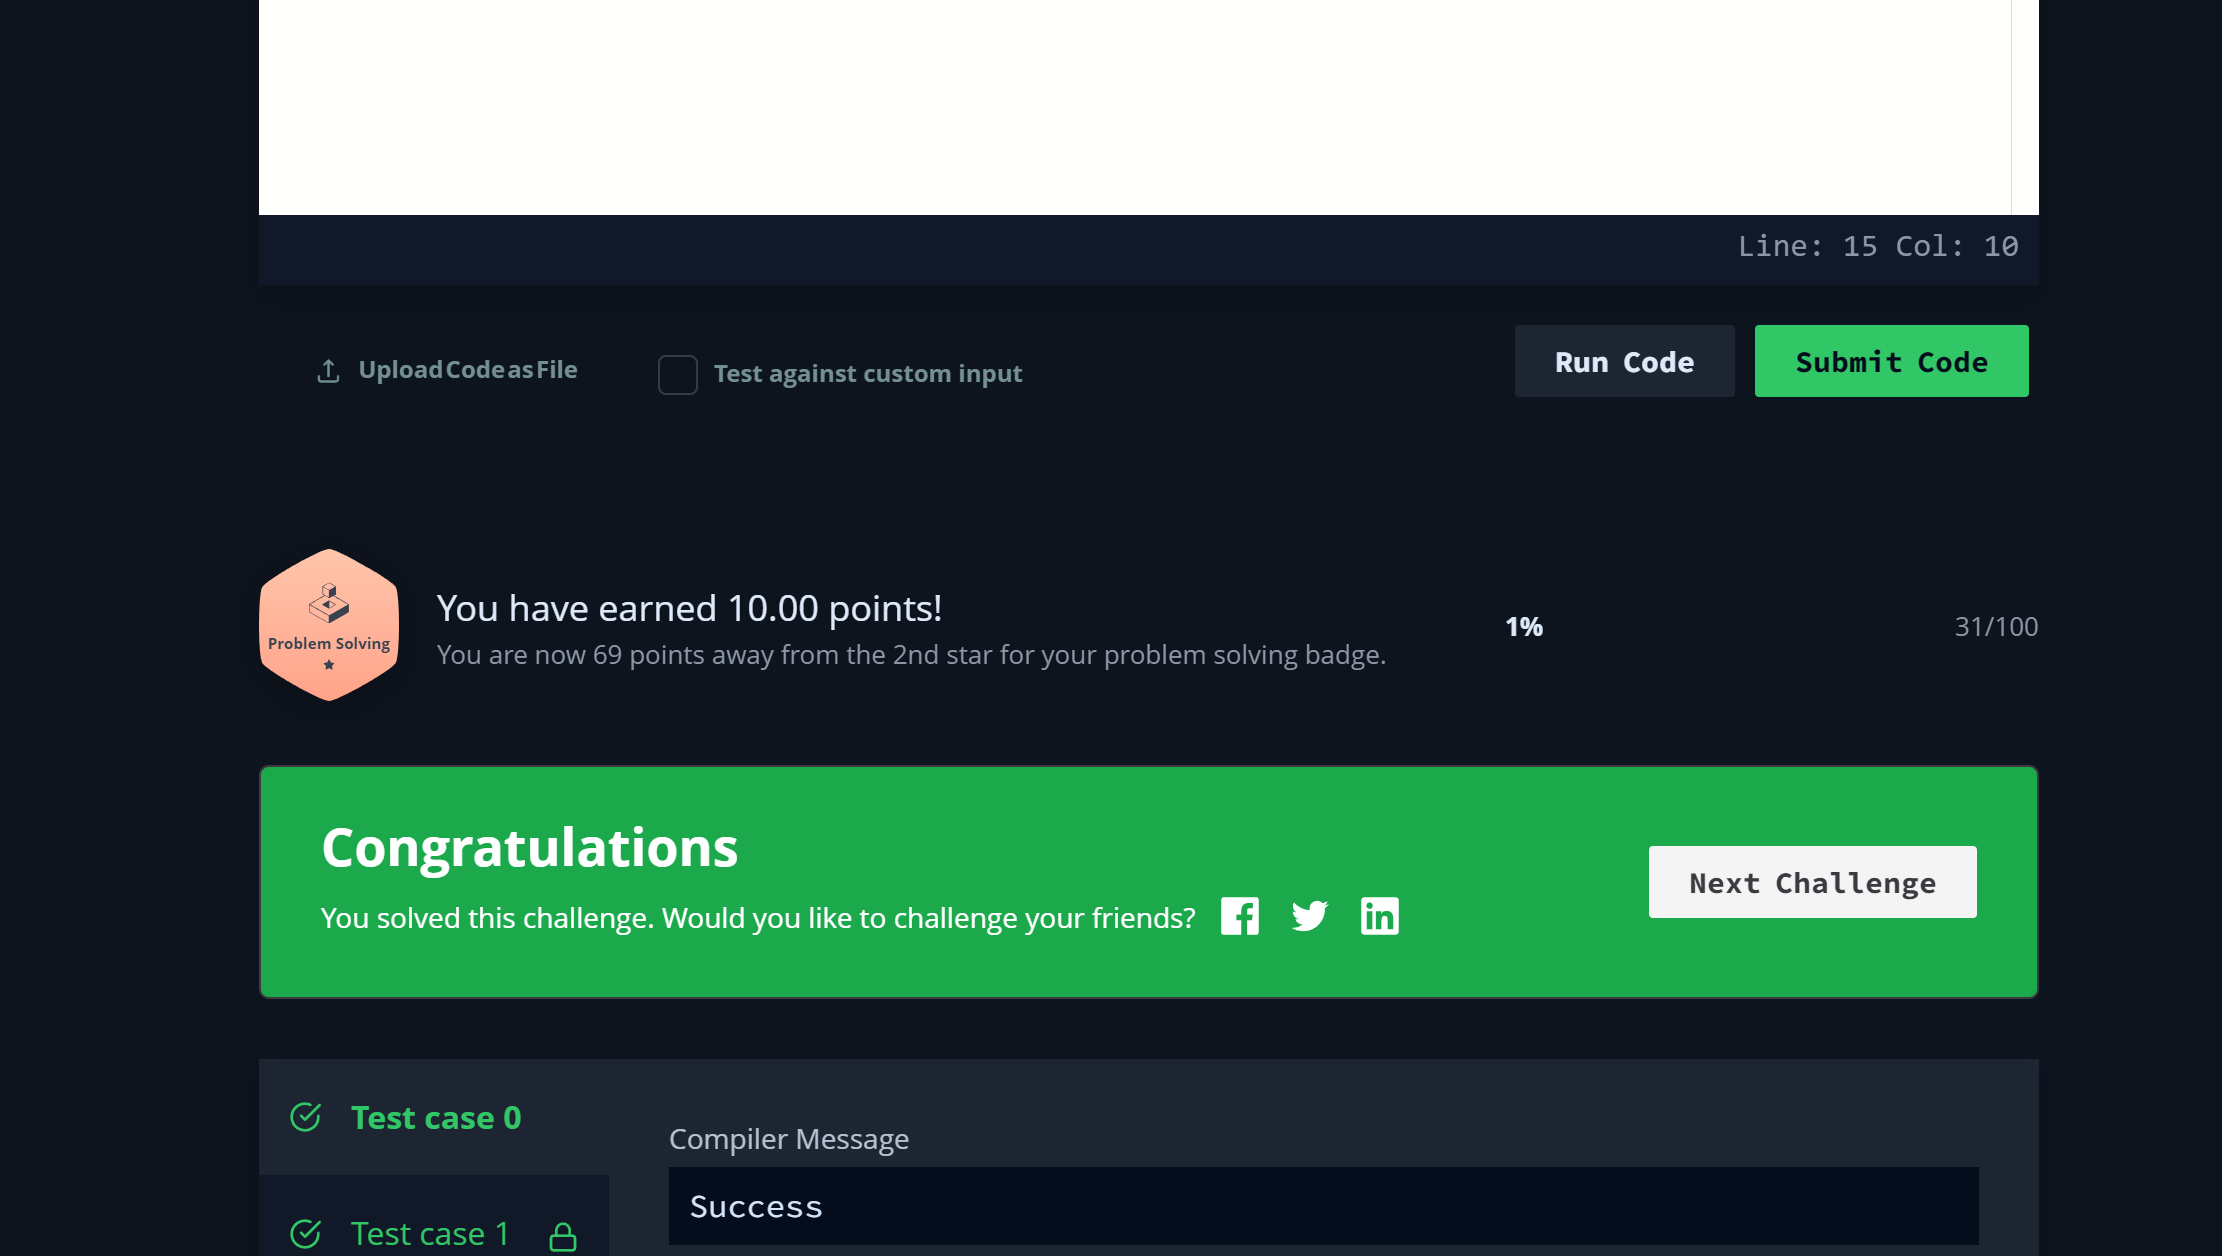 Line: 15 Col: 10
Upload Code as File
Test against custom input
Run Code
Submit Code
Problem Solving
You have earned 10.00 points!
You are now 69 points away from the 2nd star for your problem solving badge.
1%
31/100
Congratulations
You solved this challenge. Would you like to challenge your friends?
Next Challenge
Test case 0
Compiler Message
Success
Test case 1